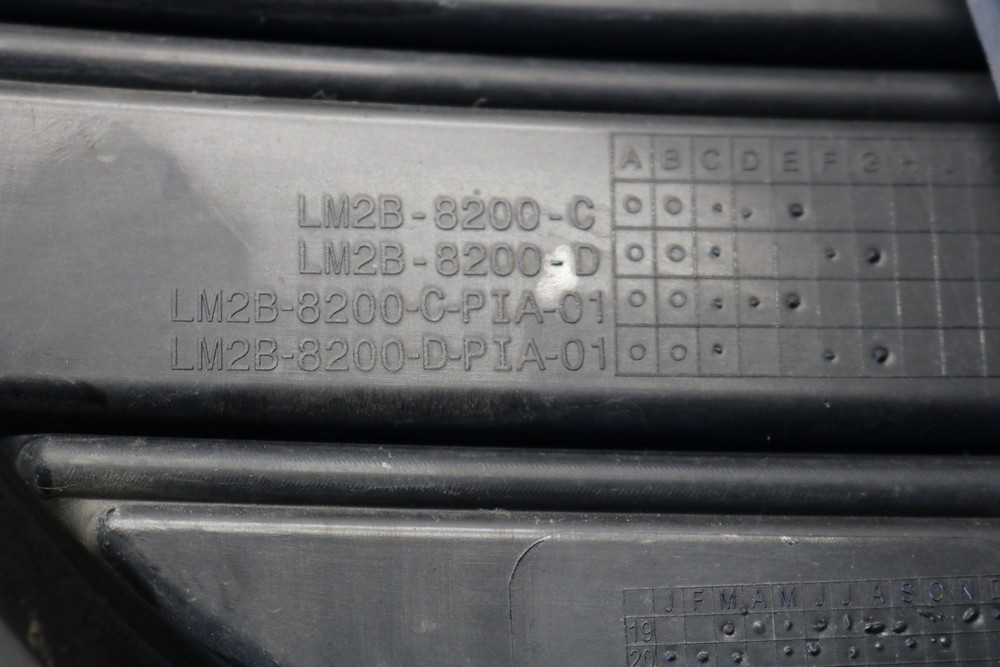 A B C D E F G H J
LM2B-8200-C
LM2B-8200-D
LM2B-8200-C-PIA-01
LM2B-8200-D-PIA-01
J F M A M J J A S O N D
19
20